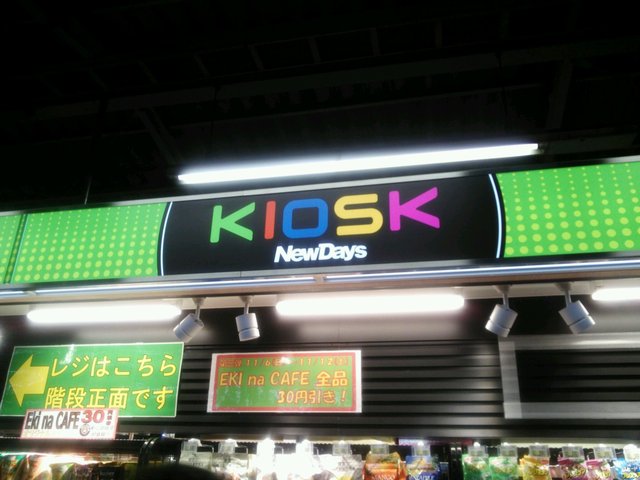 KIOSK
NewDays
レジはこちら
階段正面です
EKI na CAFE 全品
30円引き!
EKI na CAFE 30